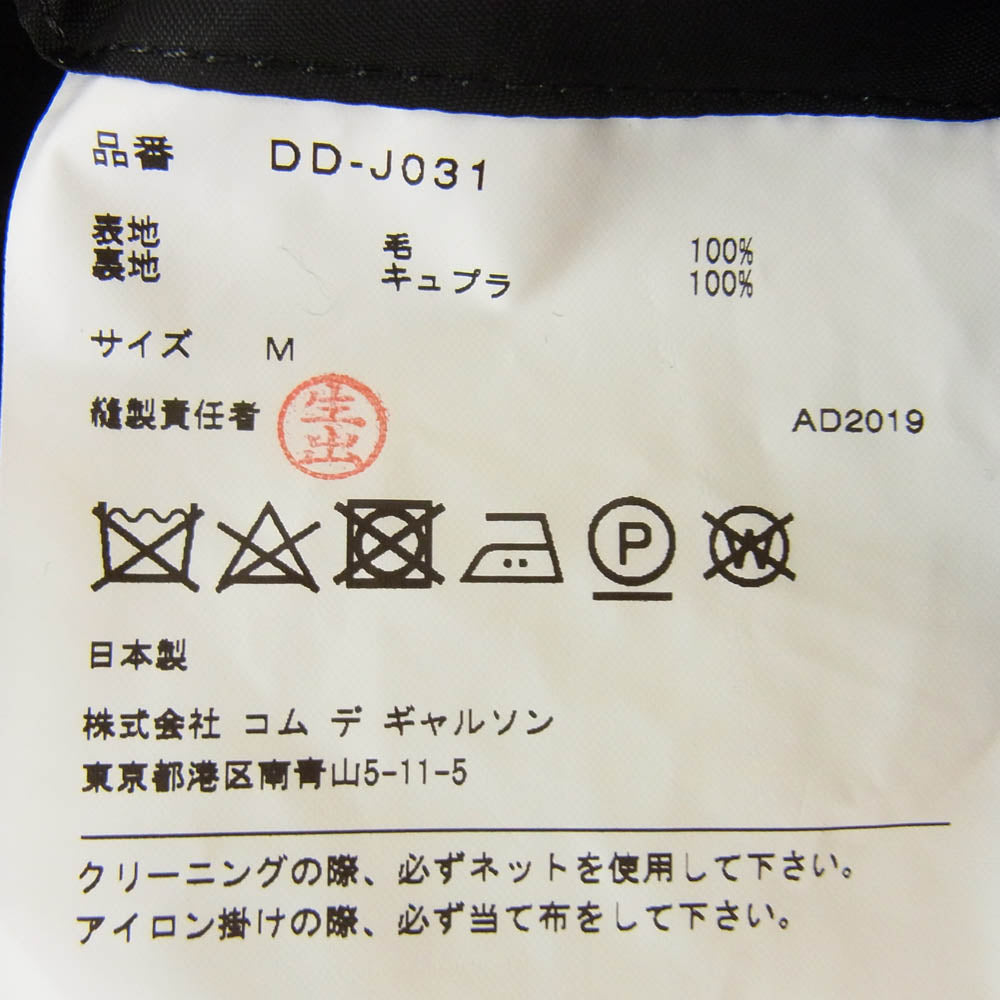 品番 DD-J031
表地 毛 100%
裏地 キュプラ 100%
サイズ M
縫製責任者 生出 AD2019
P W
日本製
株式会社 コム デ ギャルソン
東京都港区南青山5-11-5
クリーニングの際、必ずネットを使用して下さい。
アイロン掛けの際、必ず当て布をして下さい。